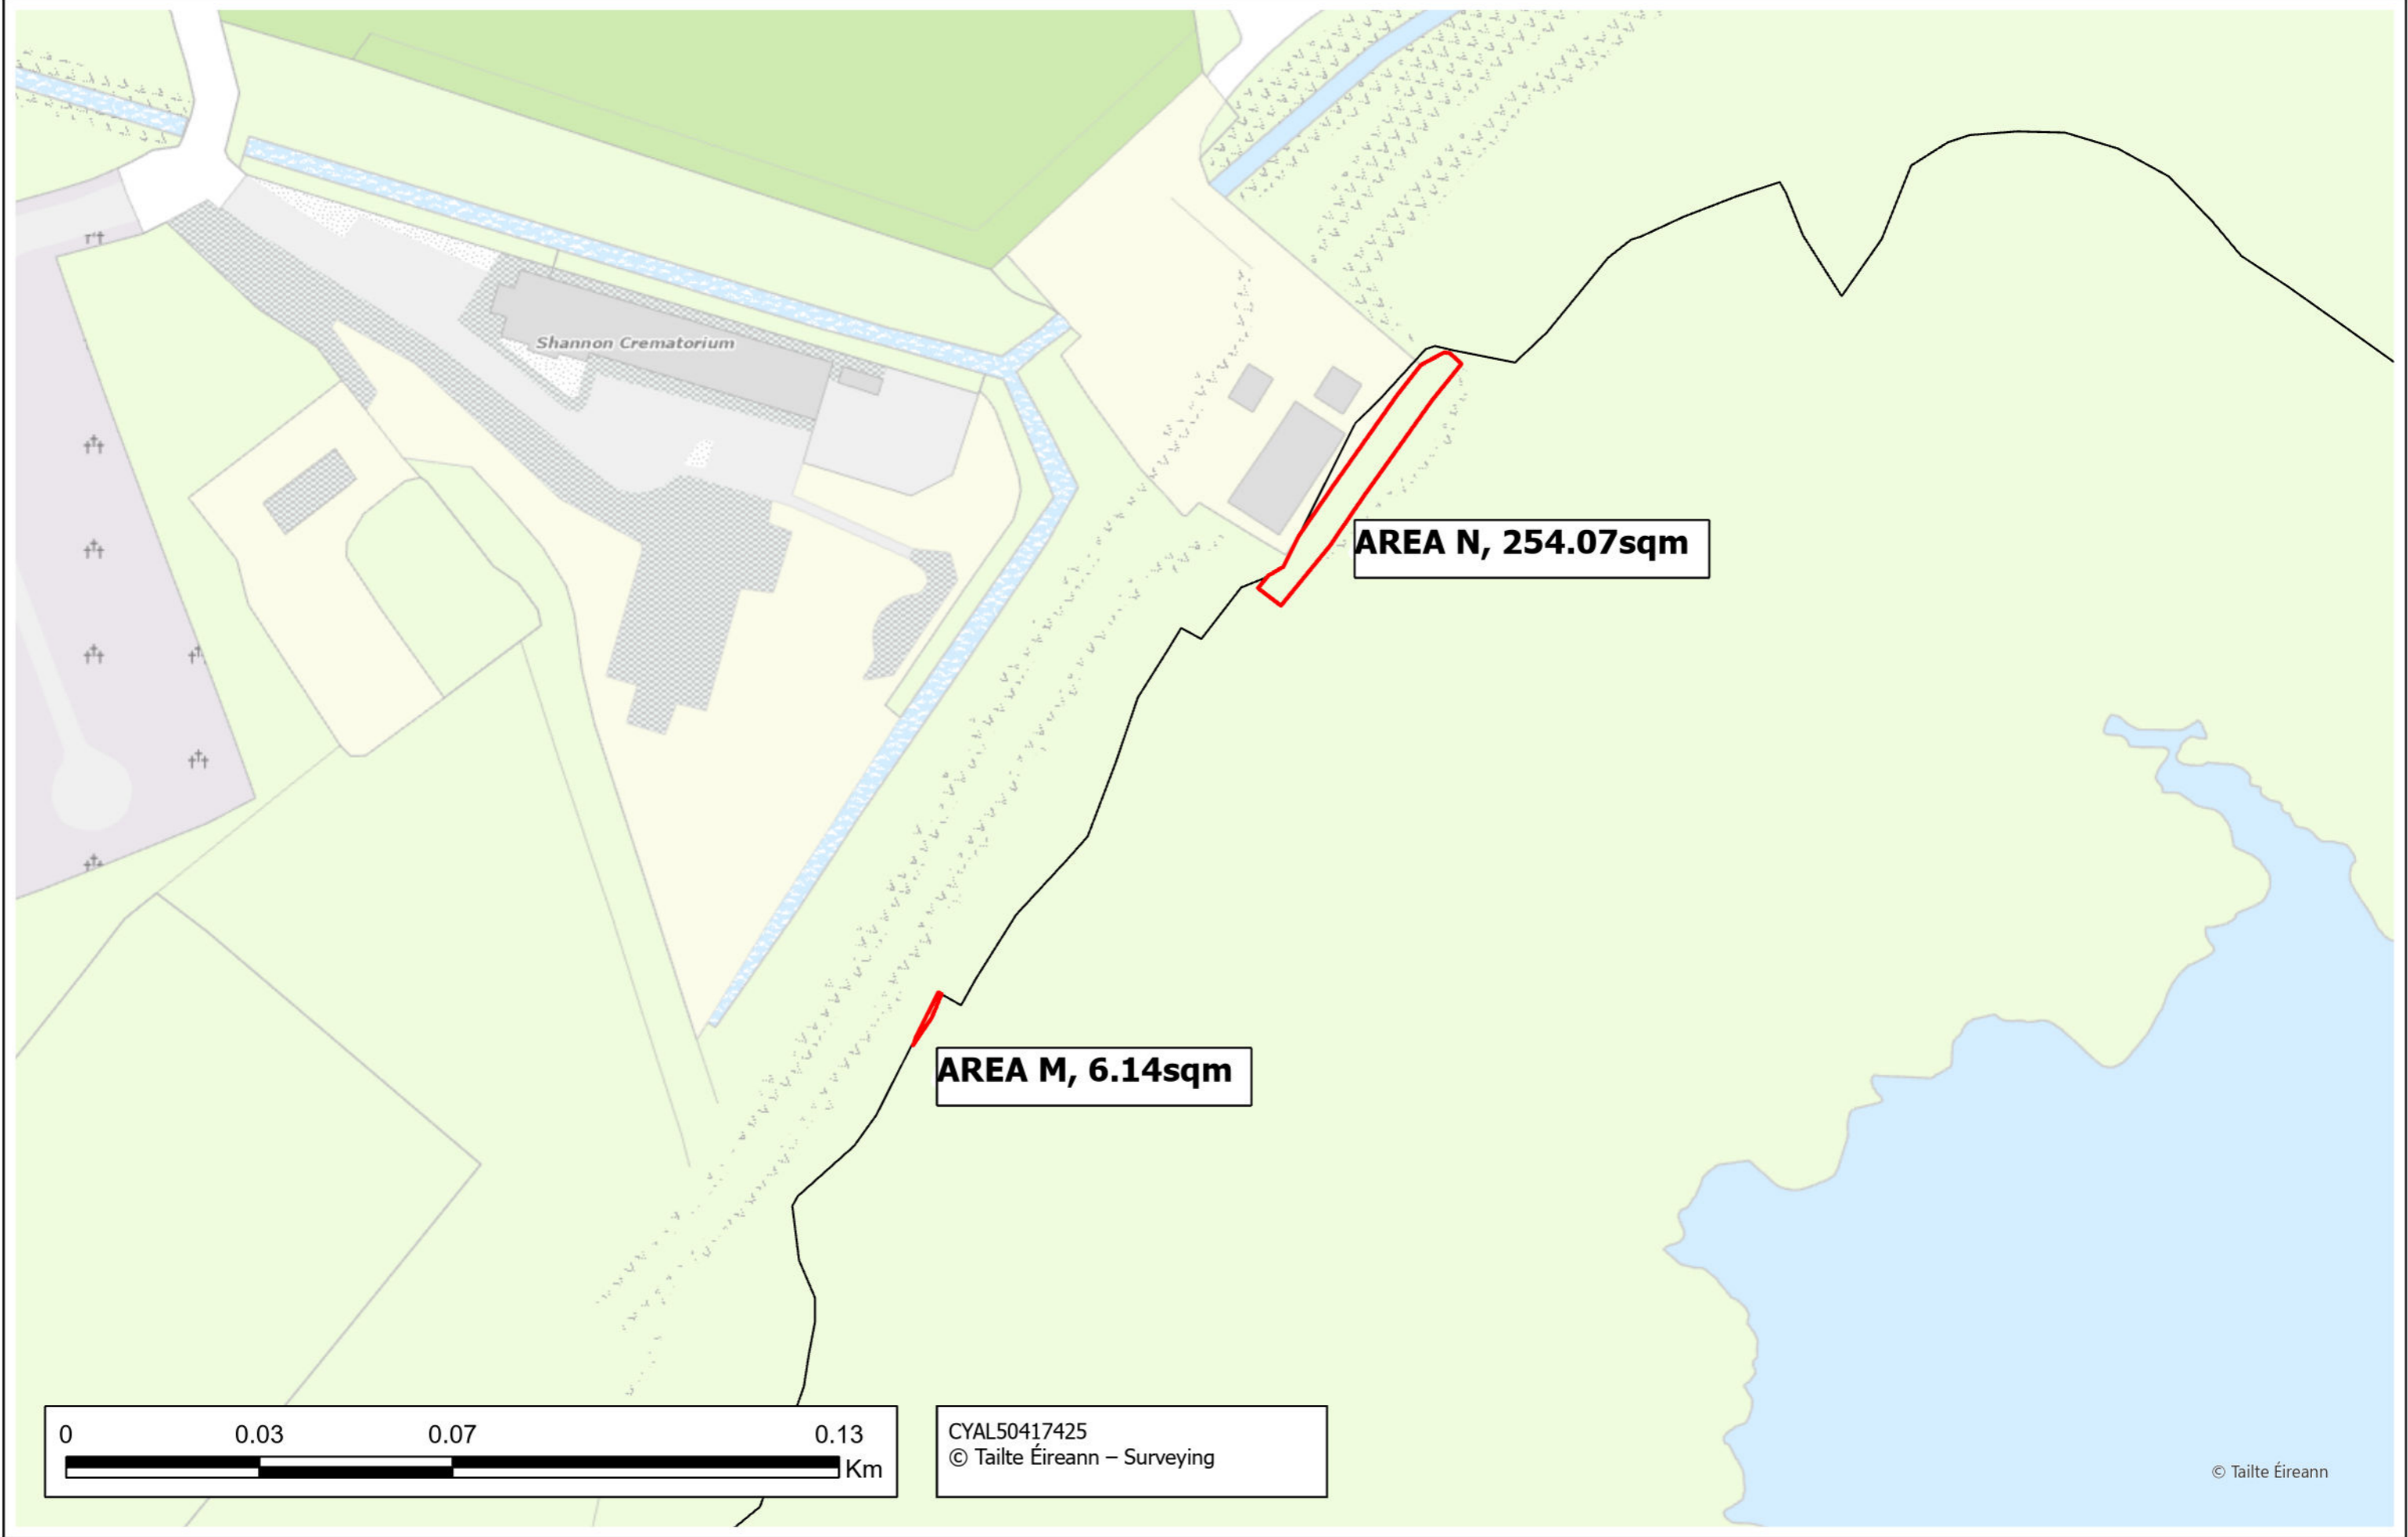 Shannon Crematorium
AREA N, 254.07sqm
AREA M, 6.14sqm
0 0.03 0.07 0.13
Km
CYAL50417425
© Tailte Éireann – Surveying
© Tailte Éireann